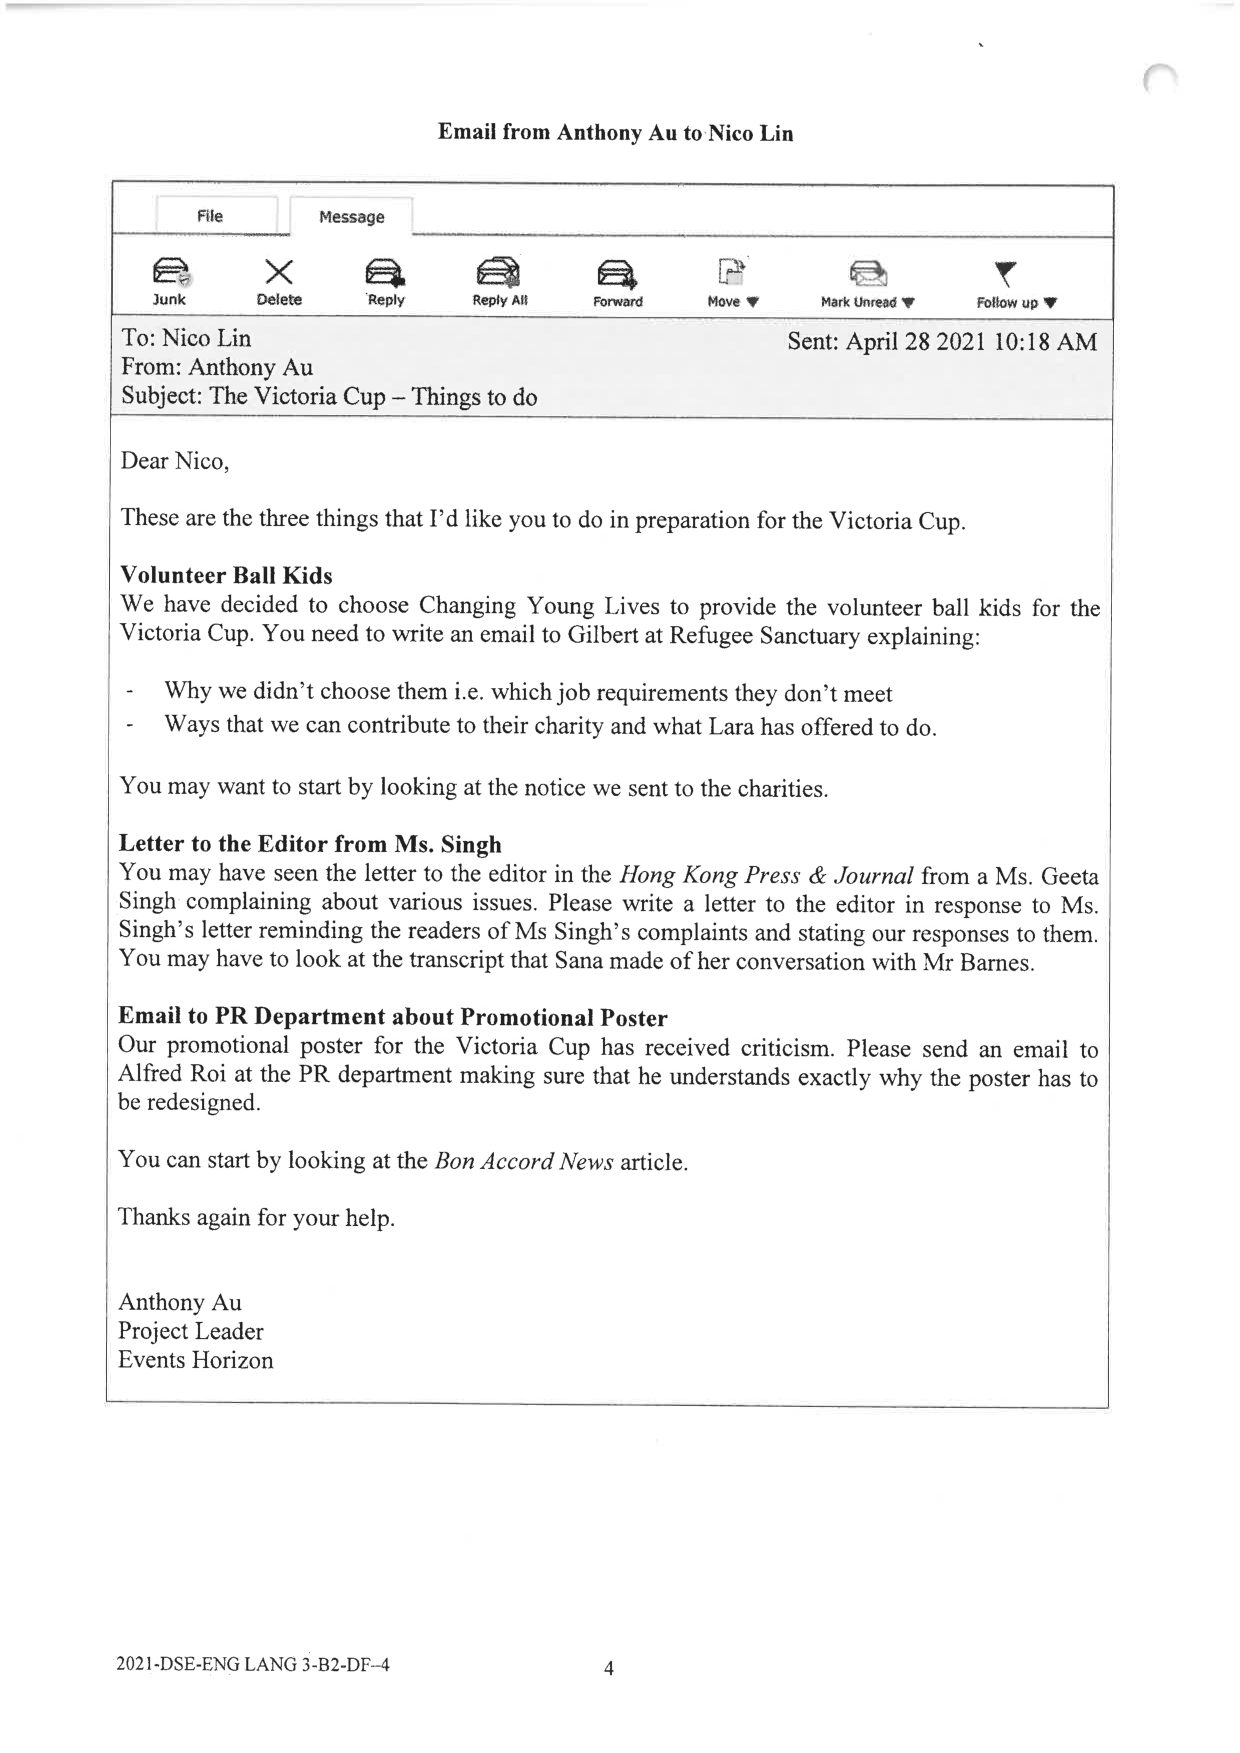 Email from Anthony Au to Nico Lin
File Message
Junk Delete Reply Reply All Forward Move ▼ Mark Unread ▼ Follow up ▼
To: Nico Lin Sent: April 28 2021 10:18 AM
From: Anthony Au
Subject: The Victoria Cup – Things to do
Dear Nico,
These are the three things that I'd like you to do in preparation for the Victoria Cup.
Volunteer Ball Kids
We have decided to choose Changing Young Lives to provide the volunteer ball kids for the
Victoria Cup. You need to write an email to Gilbert at Refugee Sanctuary explaining:
- Why we didn't choose them i.e. which job requirements they don't meet
- Ways that we can contribute to their charity and what Lara has offered to do.
You may want to start by looking at the notice we sent to the charities.
Letter to the Editor from Ms. Singh
You may have seen the letter to the editor in the Hong Kong Press & Journal from a Ms. Geeta
Singh complaining about various issues. Please write a letter to the editor in response to Ms.
Singh's letter reminding the readers of Ms Singh's complaints and stating our responses to them.
You may have to look at the transcript that Sana made of her conversation with Mr Barnes.
Email to PR Department about Promotional Poster
Our promotional poster for the Victoria Cup has received criticism. Please send an email to
Alfred Roi at the PR department making sure that he understands exactly why the poster has to
be redesigned.
You can start by looking at the Bon Accord News article.
Thanks again for your help.
Anthony Au
Project Leader
Events Horizon
2021-DSE-ENG LANG 3-B2-DF–4 4